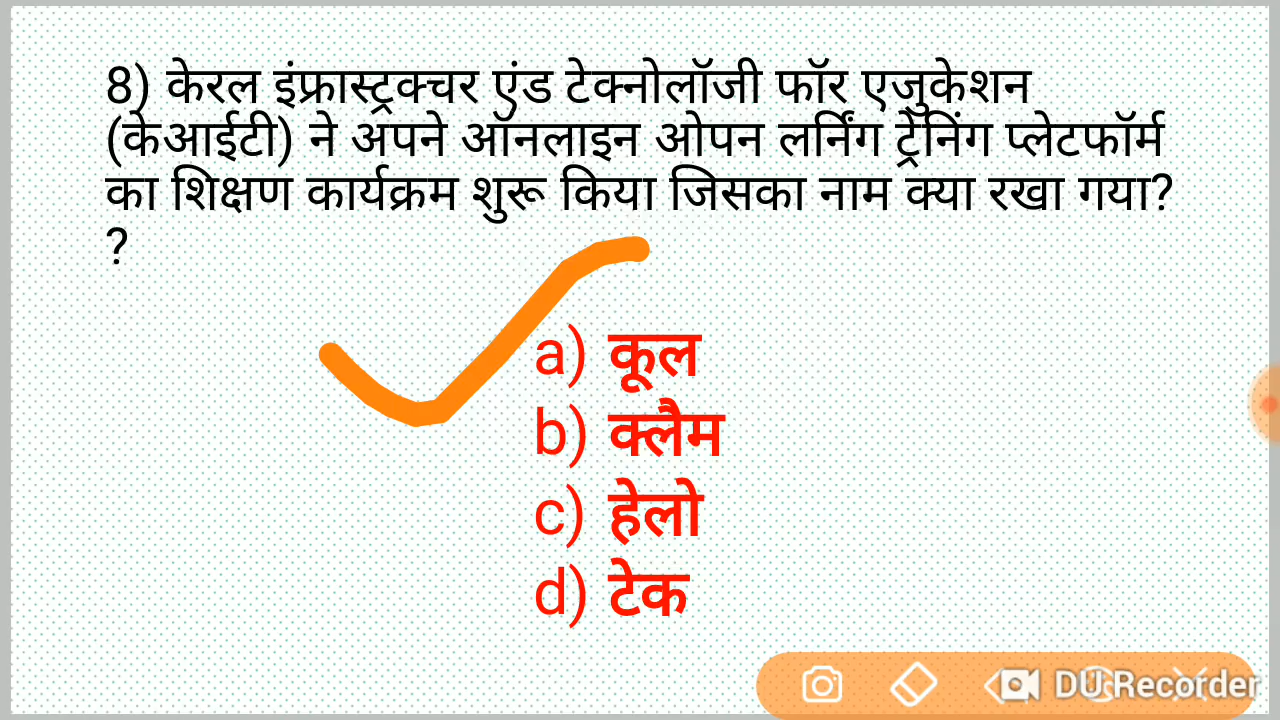 8) केरल इंफ्रास्ट्रक्चर एंड टेक्नोलॉजी फॉर एजुकेशन
(केआईटी) ने अपने ऑनलाइन ओपन लर्निंग ट्रेनिंग प्लेटफॉर्म
का शिक्षण कार्यक्रम शुरू किया जिसका नाम क्या रखा गया?
?
a) कूल
b) क्लैम
c) हेलो
d) टेक
DU Recorder